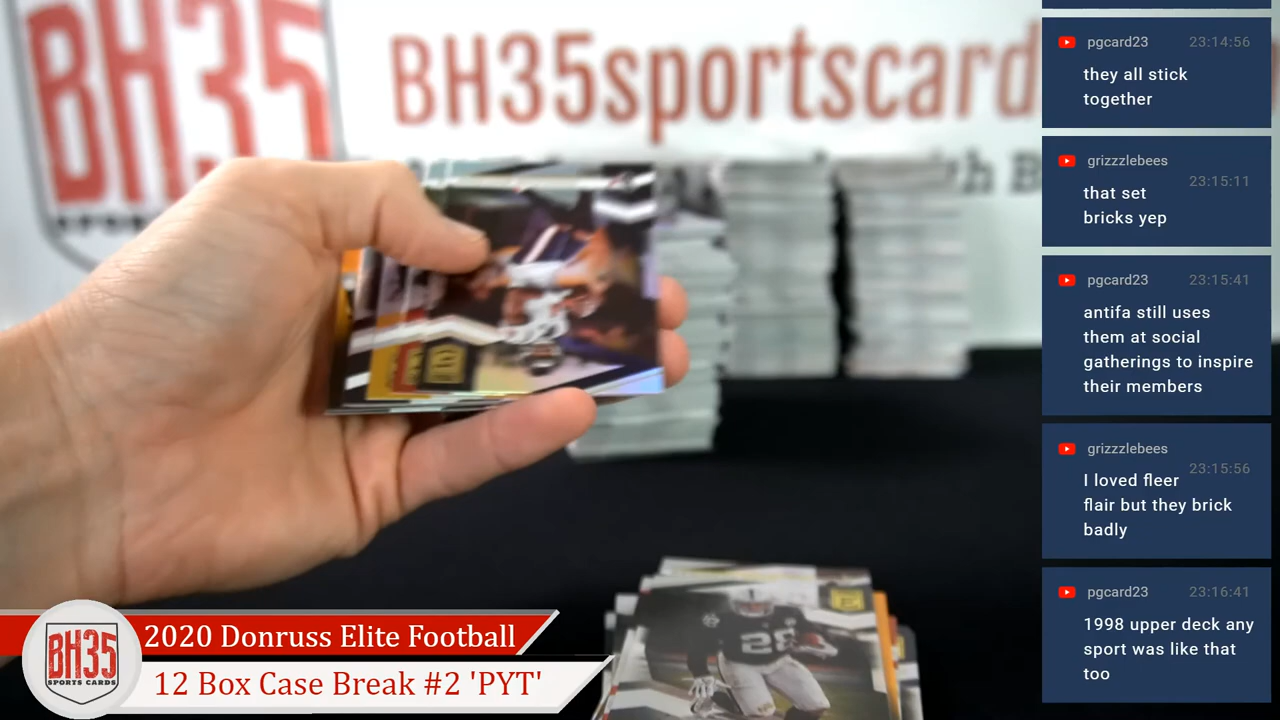 BH35
SPORTS
BH35sportscard
h B
28
pgcard23 23:14:56
they all stick
together
grizzzlebees 23:15:11
that set
bricks yep
pgcard23 23:15:41
antifa still uses
them at social
gatherings to inspire
their members
grizzzlebees 23:15:56
I loved fleer
flair but they brick
badly
pgcard23 23:16:41
1998 upper deck any
sport was like that
too
BH35
SPORTS CARDS
2020 Donruss Elite Football
12 Box Case Break #2 'PYT'